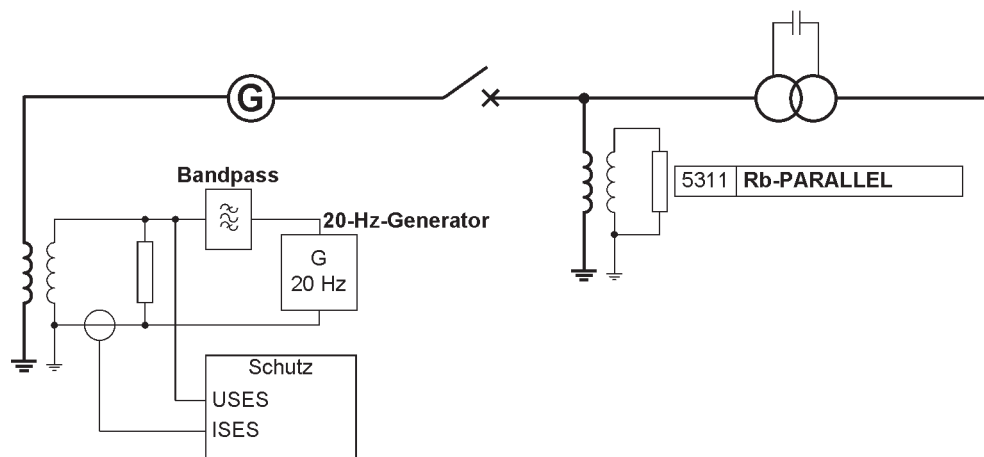 G
Bandpass
5311 Rb-PARALLEL
20-Hz-Generator
G
20 Hz
Schutz
USES
ISES